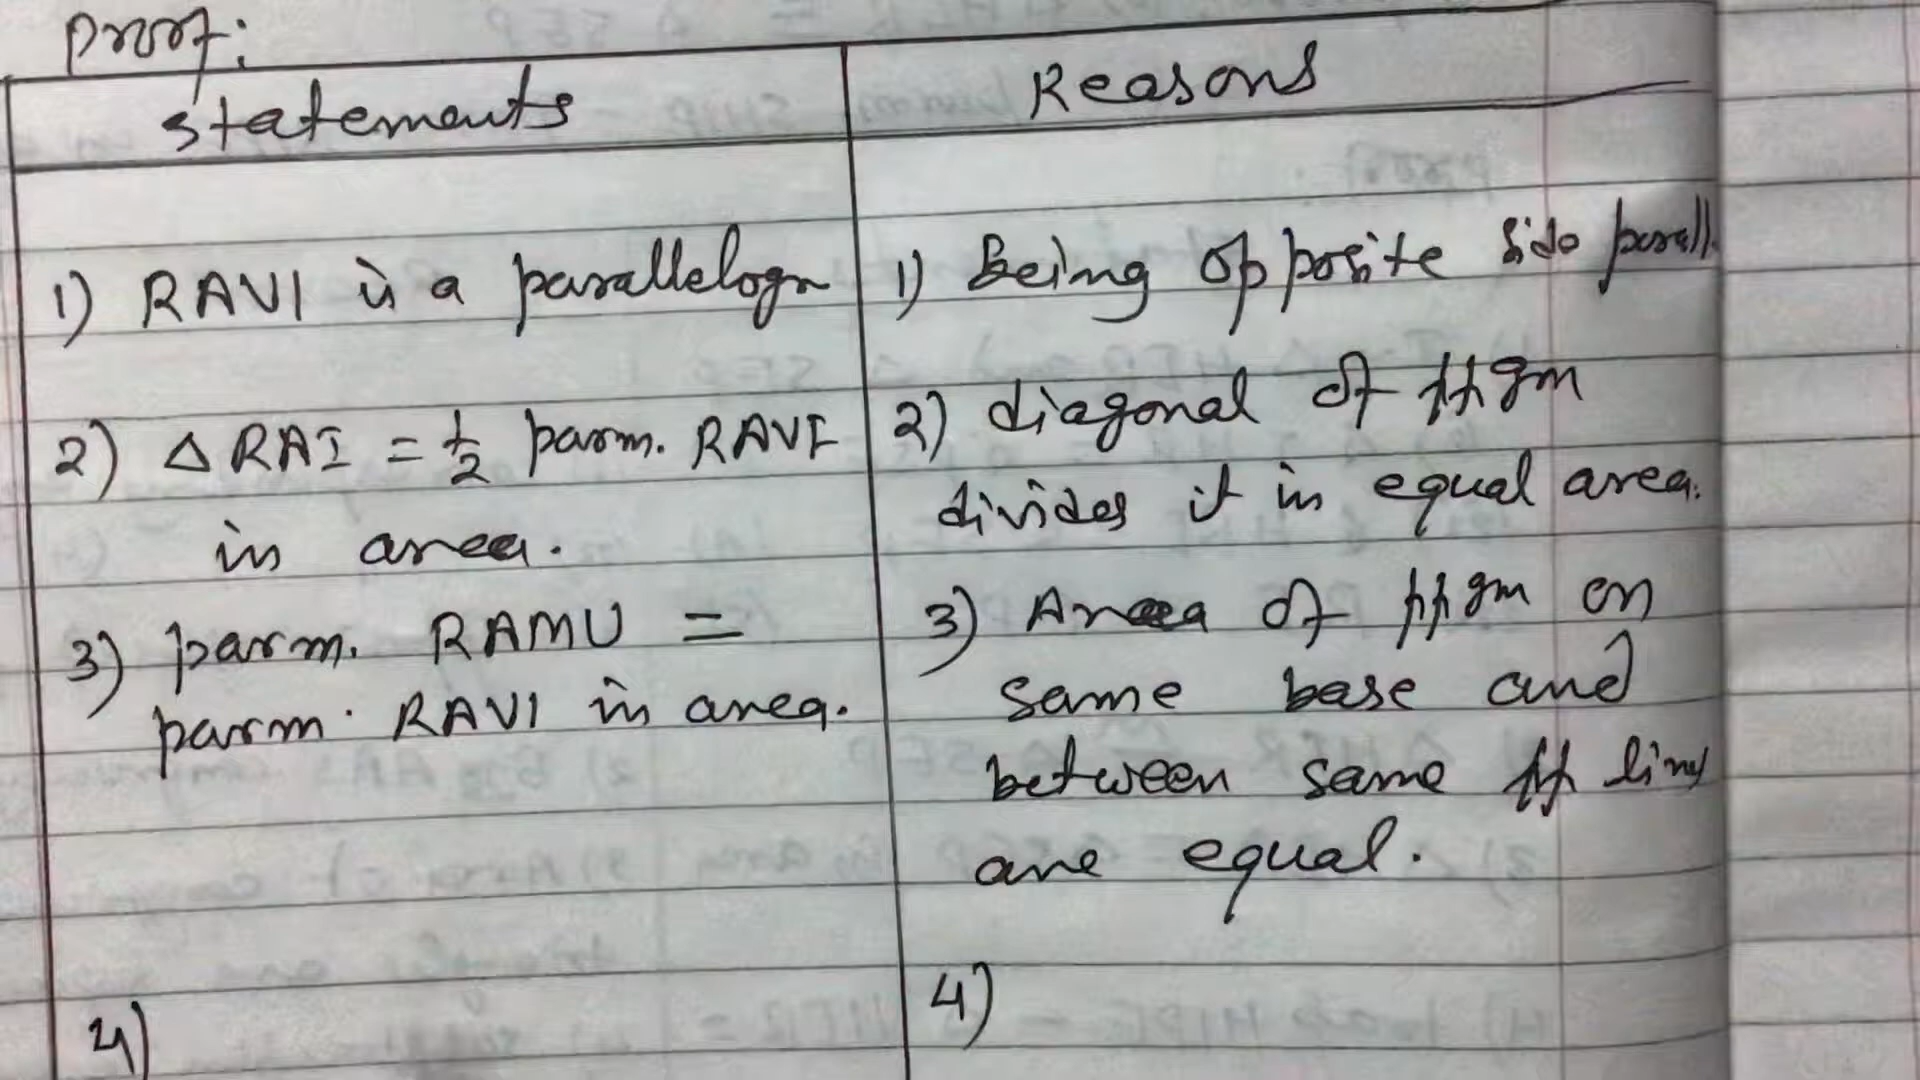 Proof:
Statements
Reasons
1) RAVI is a parallelogm
1) Being opposite side parall.
2) △RAI = 1/2 parm. RAVI
in area.
2) diagonal of //gm
divides it in equal area.
3) parm. RAMU =
parm. RAVI in area.
3) Area of //gm on
same base and
between same // lines
are equal.
4)
4)